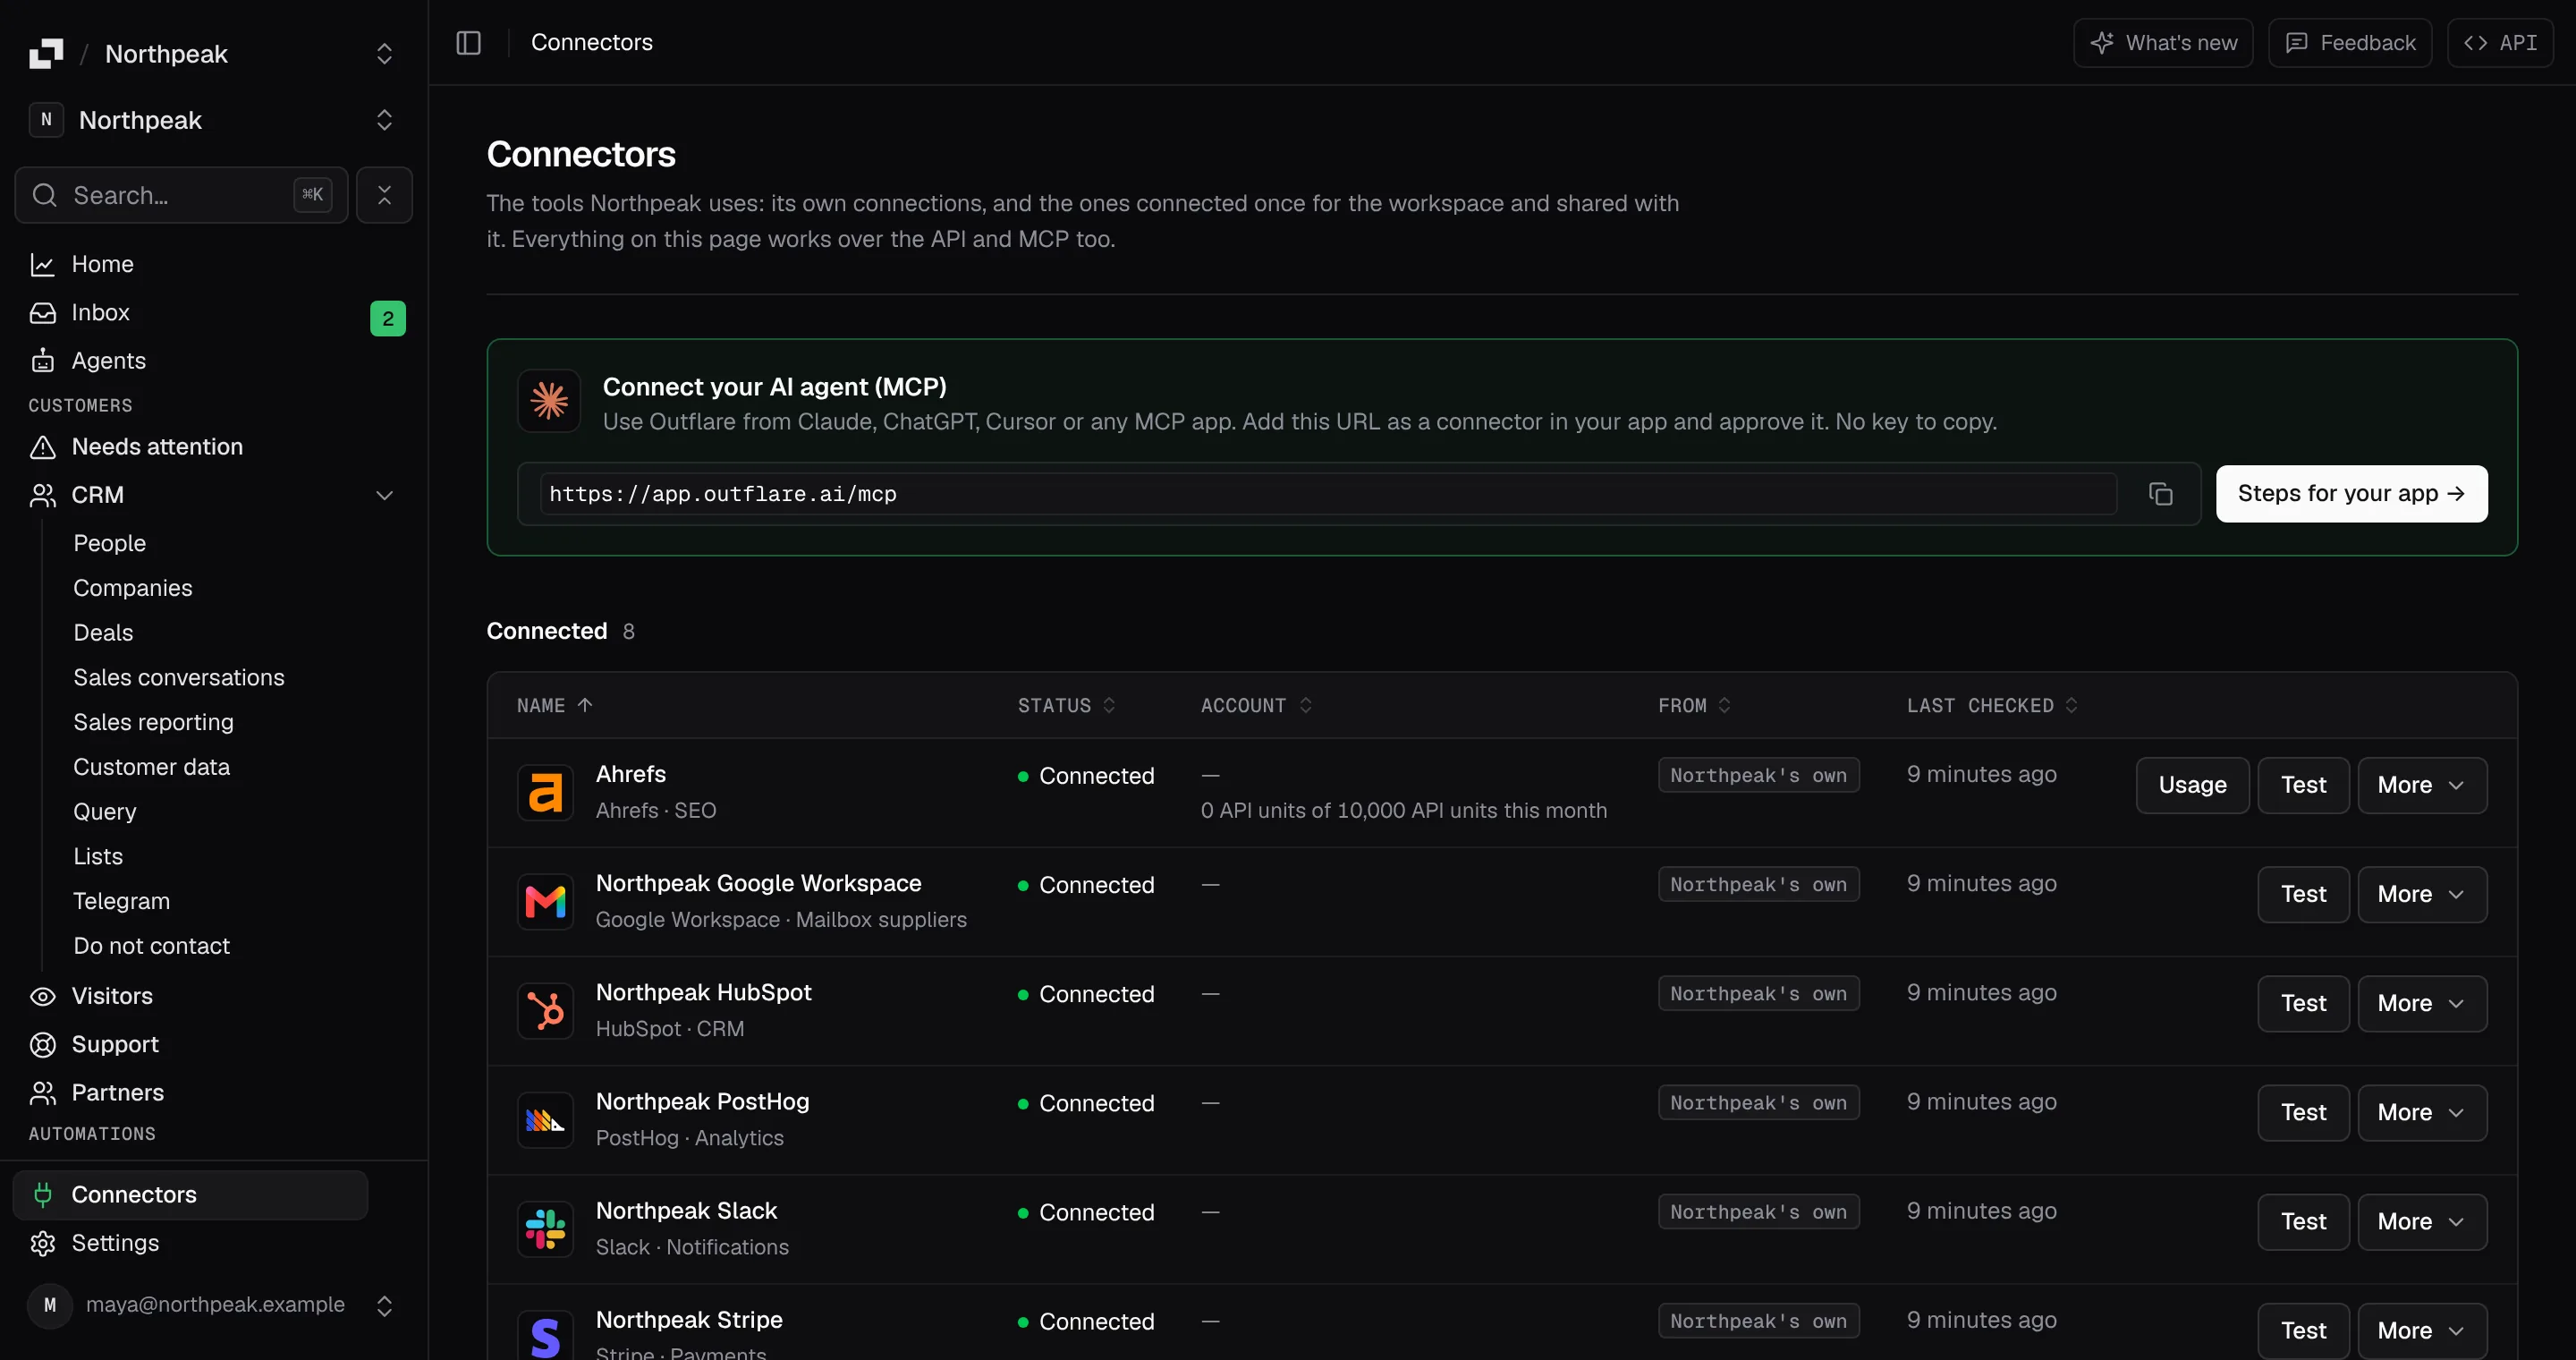 / Northpeak
N Northpeak
Search... ⌘K
Home
Inbox 2
Agents
CUSTOMERS
Needs attention
CRM
People
Companies
Deals
Sales conversations
Sales reporting
Customer data
Query
Lists
Telegram
Do not contact
Visitors
Support
Partners
AUTOMATIONS
Connectors
Settings
M maya@northpeak.example
Connectors
What's new
Feedback
API
Connectors
The tools Northpeak uses: its own connections, and the ones connected once for the workspace and shared with
it. Everything on this page works over the API and MCP too.
Connect your AI agent (MCP)
Use Outflare from Claude, ChatGPT, Cursor or any MCP app. Add this URL as a connector in your app and approve it. No key to copy.
https://app.outflare.ai/mcp
Steps for your app →
Connected 8
NAME ↑ STATUS ACCOUNT FROM LAST CHECKED
Ahrefs Connected — Northpeak's own 9 minutes ago Usage Test More
Ahrefs · SEO 0 API units of 10,000 API units this month
Northpeak Google Workspace Connected — Northpeak's own 9 minutes ago Test More
Google Workspace · Mailbox suppliers
Northpeak HubSpot Connected — Northpeak's own 9 minutes ago Test More
HubSpot · CRM
Northpeak PostHog Connected — Northpeak's own 9 minutes ago Test More
PostHog · Analytics
Northpeak Slack Connected — Northpeak's own 9 minutes ago Test More
Slack · Notifications
Northpeak Stripe Connected — Northpeak's own 9 minutes ago Test More
Stripe · Payments